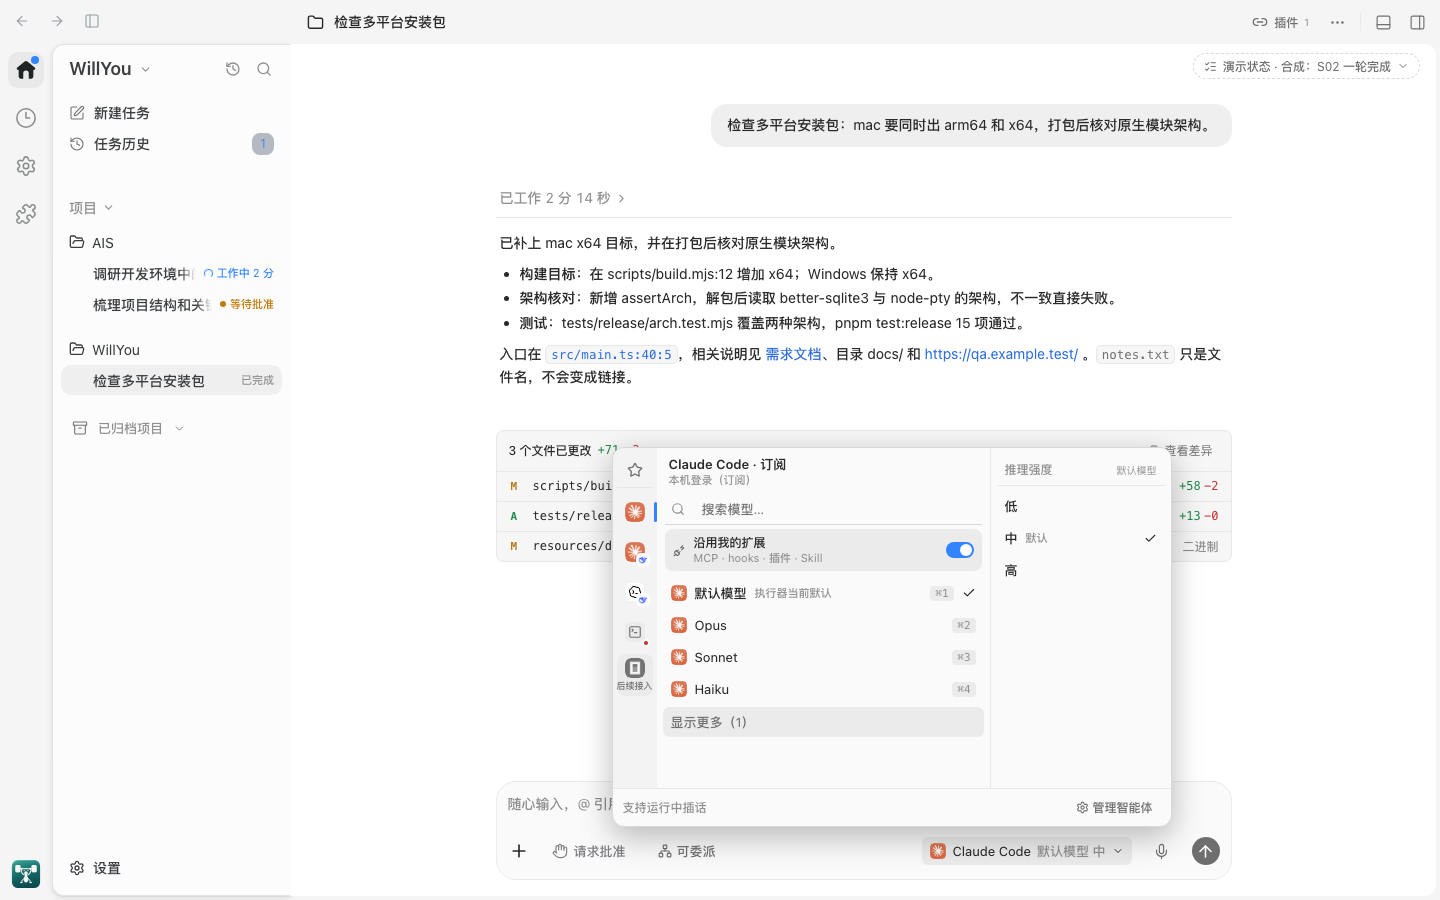 检查多平台安装包
插件 1
WillYou
演示状态 · 合成：S02 一轮完成
新建任务
任务历史
1
检查多平台安装包：mac 要同时出 arm64 和 x64，打包后核对原生模块架构。
项目
AIS
调研开发环境中
工作中 2 分
梳理项目结构和关
等待批准
WillYou
检查多平台安装包
已完成
已归档项目
设置
已工作 2 分 14 秒
已补上 mac x64 目标，并在打包后核对原生模块架构。
• 构建目标：在 scripts/build.mjs:12 增加 x64；Windows 保持 x64。
• 架构核对：新增 assertArch，解包后读取 better-sqlite3 与 node-pty 的架构，不一致直接失败。
• 测试：tests/release/arch.test.mjs 覆盖两种架构，pnpm test:release 15 项通过。
入口在 src/main.ts:40:5，相关说明见 需求文档、目录 docs/ 和 https://qa.example.test/ 。notes.txt 只是文
件名，不会变成链接。
3 个文件已更改 +71
查看差异
M scripts/bui
+58 −2
A tests/relea
+13 −0
M resources/d
二进制
Claude Code · 订阅
本机登录（订阅）
搜索模型...
沿用我的扩展
MCP · hooks · 插件 · Skill
默认模型 执行器当前默认 ⌘1
Opus ⌘2
Sonnet ⌘3
Haiku ⌘4
显示更多（1）
后续接入
推理强度 默认模型
低
中 默认
高
支持运行中插话
管理智能体
随心输入，@ 引
请求批准
可委派
Claude Code 默认模型 中